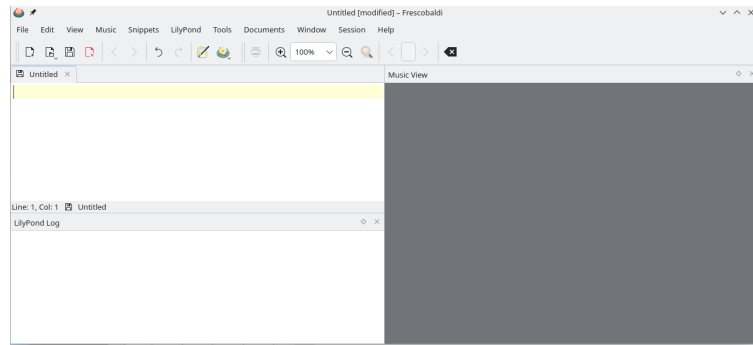 Untitled [modified] – Frescobaldi
File Edit View Music Snippets LilyPond Tools Documents Window Session Help
100%
Untitled
Music View
Line: 1, Col: 1 Untitled
LilyPond Log